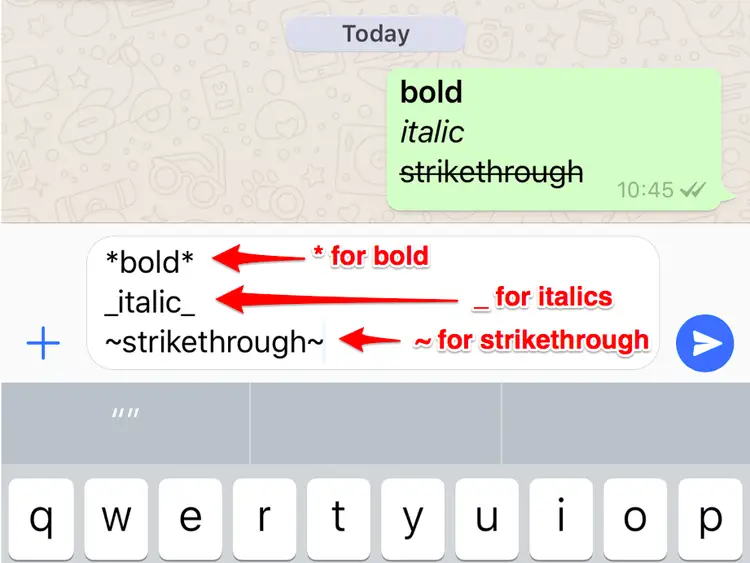 Today
bold
italic
strikethrough
10:45
*bold*
* for bold
_italic_
_ for italics
~strikethrough~
~ for strikethrough
""
q w e r t y u i o p